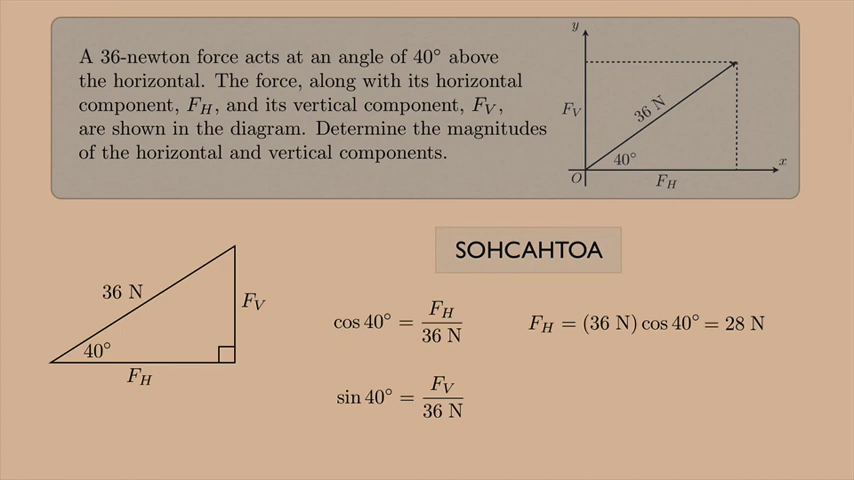 A 36-newton force acts at an angle of 40° above
the horizontal. The force, along with its horizontal
component, F_H, and its vertical component, F_V,
are shown in the diagram. Determine the magnitudes
of the horizontal and vertical components.
y
F_V
36 N
40°
x
O
F_H
SOHCAHTOA
36 N
F_V
40°
F_H
cos 40° = F_H / 36 N
F_H = (36 N) cos 40° = 28 N
sin 40° = F_V / 36 N